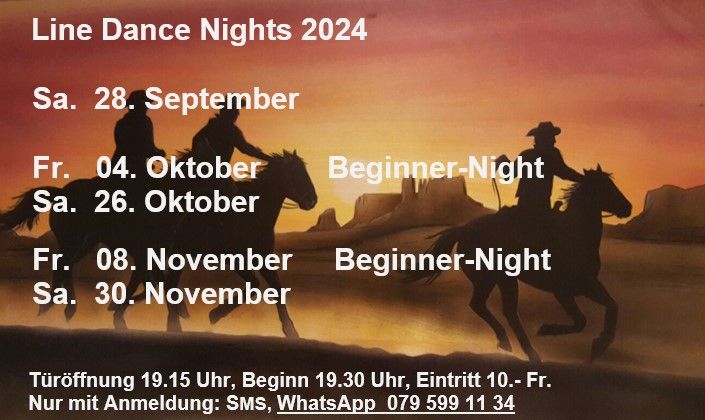 Line Dance Nights 2024
Sa. 28. September
Fr. 04. Oktober Beginner-Night
Sa. 26. Oktober
Fr. 08. November Beginner-Night
Sa. 30. November
Türöffnung 19.15 Uhr, Beginn 19.30 Uhr, Eintritt 10.- Fr.
Nur mit Anmeldung: SMS, WhatsApp 079 599 11 34